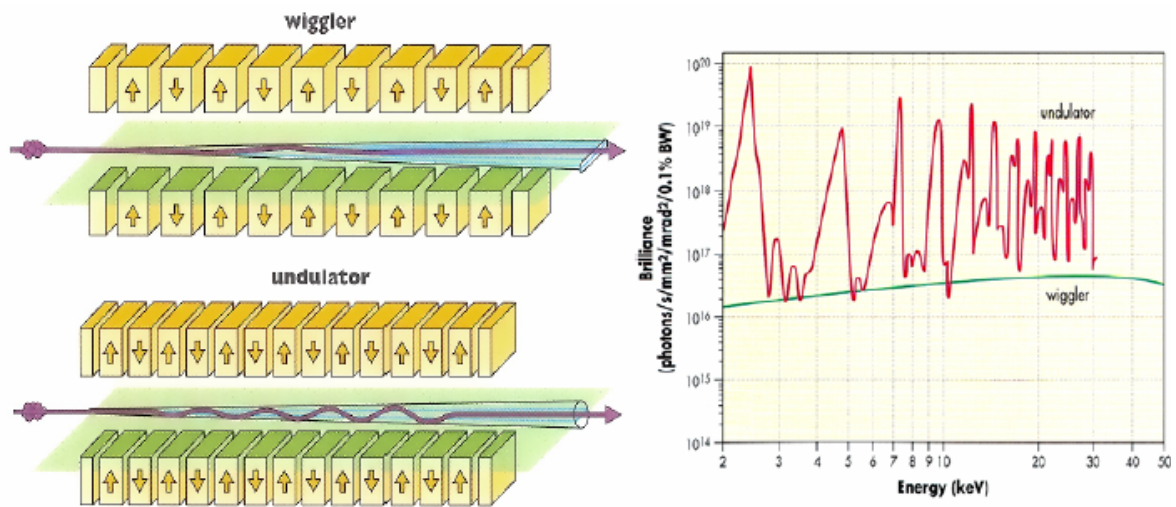 wiggler
undulator
10²⁰
10¹⁹
10¹⁸
10¹⁷
10¹⁶
10¹⁵
10¹⁴
Brilliance
(photons/s/mm²/mrad²/0.1% BW)
undulator
wiggler
2 3 4 5 6 7 8 9 10 20 30 40 50
Energy (keV)